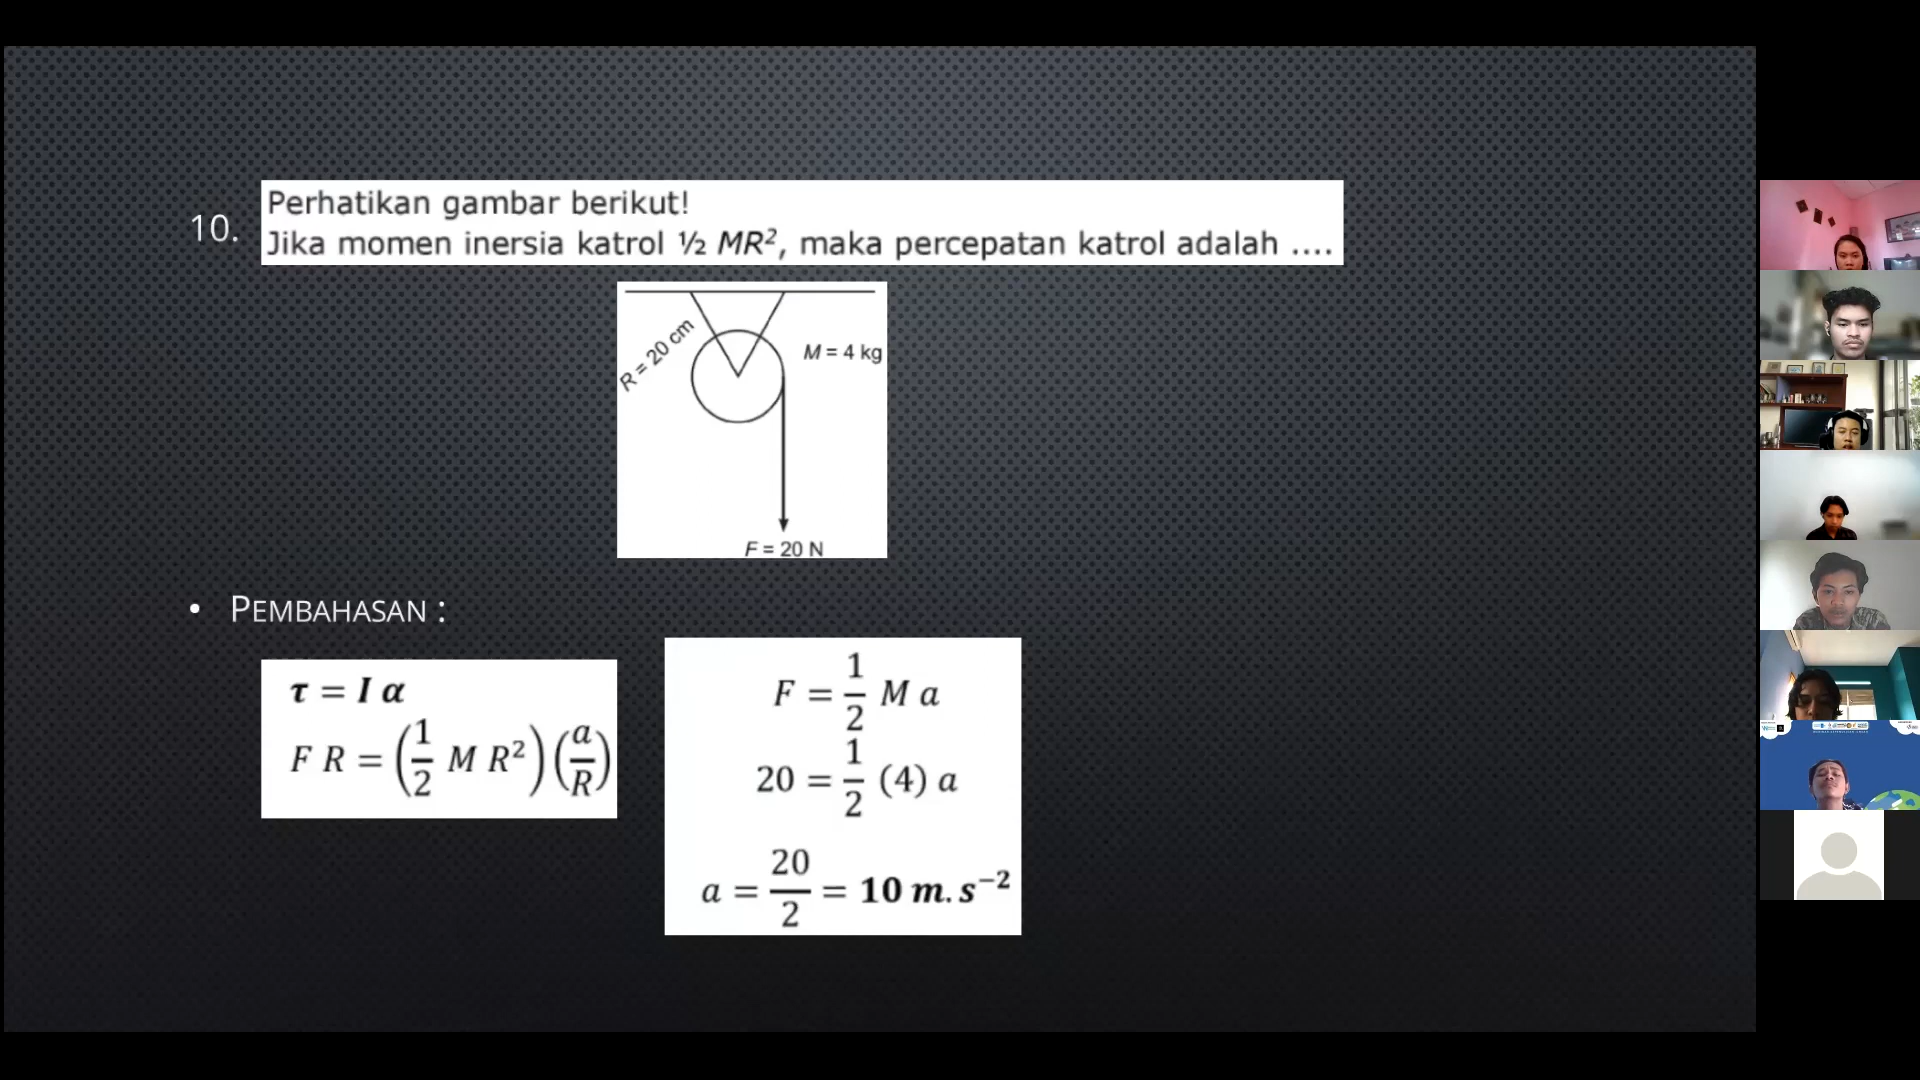 10.
Perhatikan gambar berikut!
Jika momen inersia katrol ½ MR², maka percepatan katrol adalah ....
R = 20 cm
M = 4 kg
F = 20 N
• PEMBAHASAN :
τ = I α
F R = (1/2 M R²)(a/R)
F = 1/2 M a
20 = 1/2 (4) a
a = 20/2 = 10 m.s⁻²